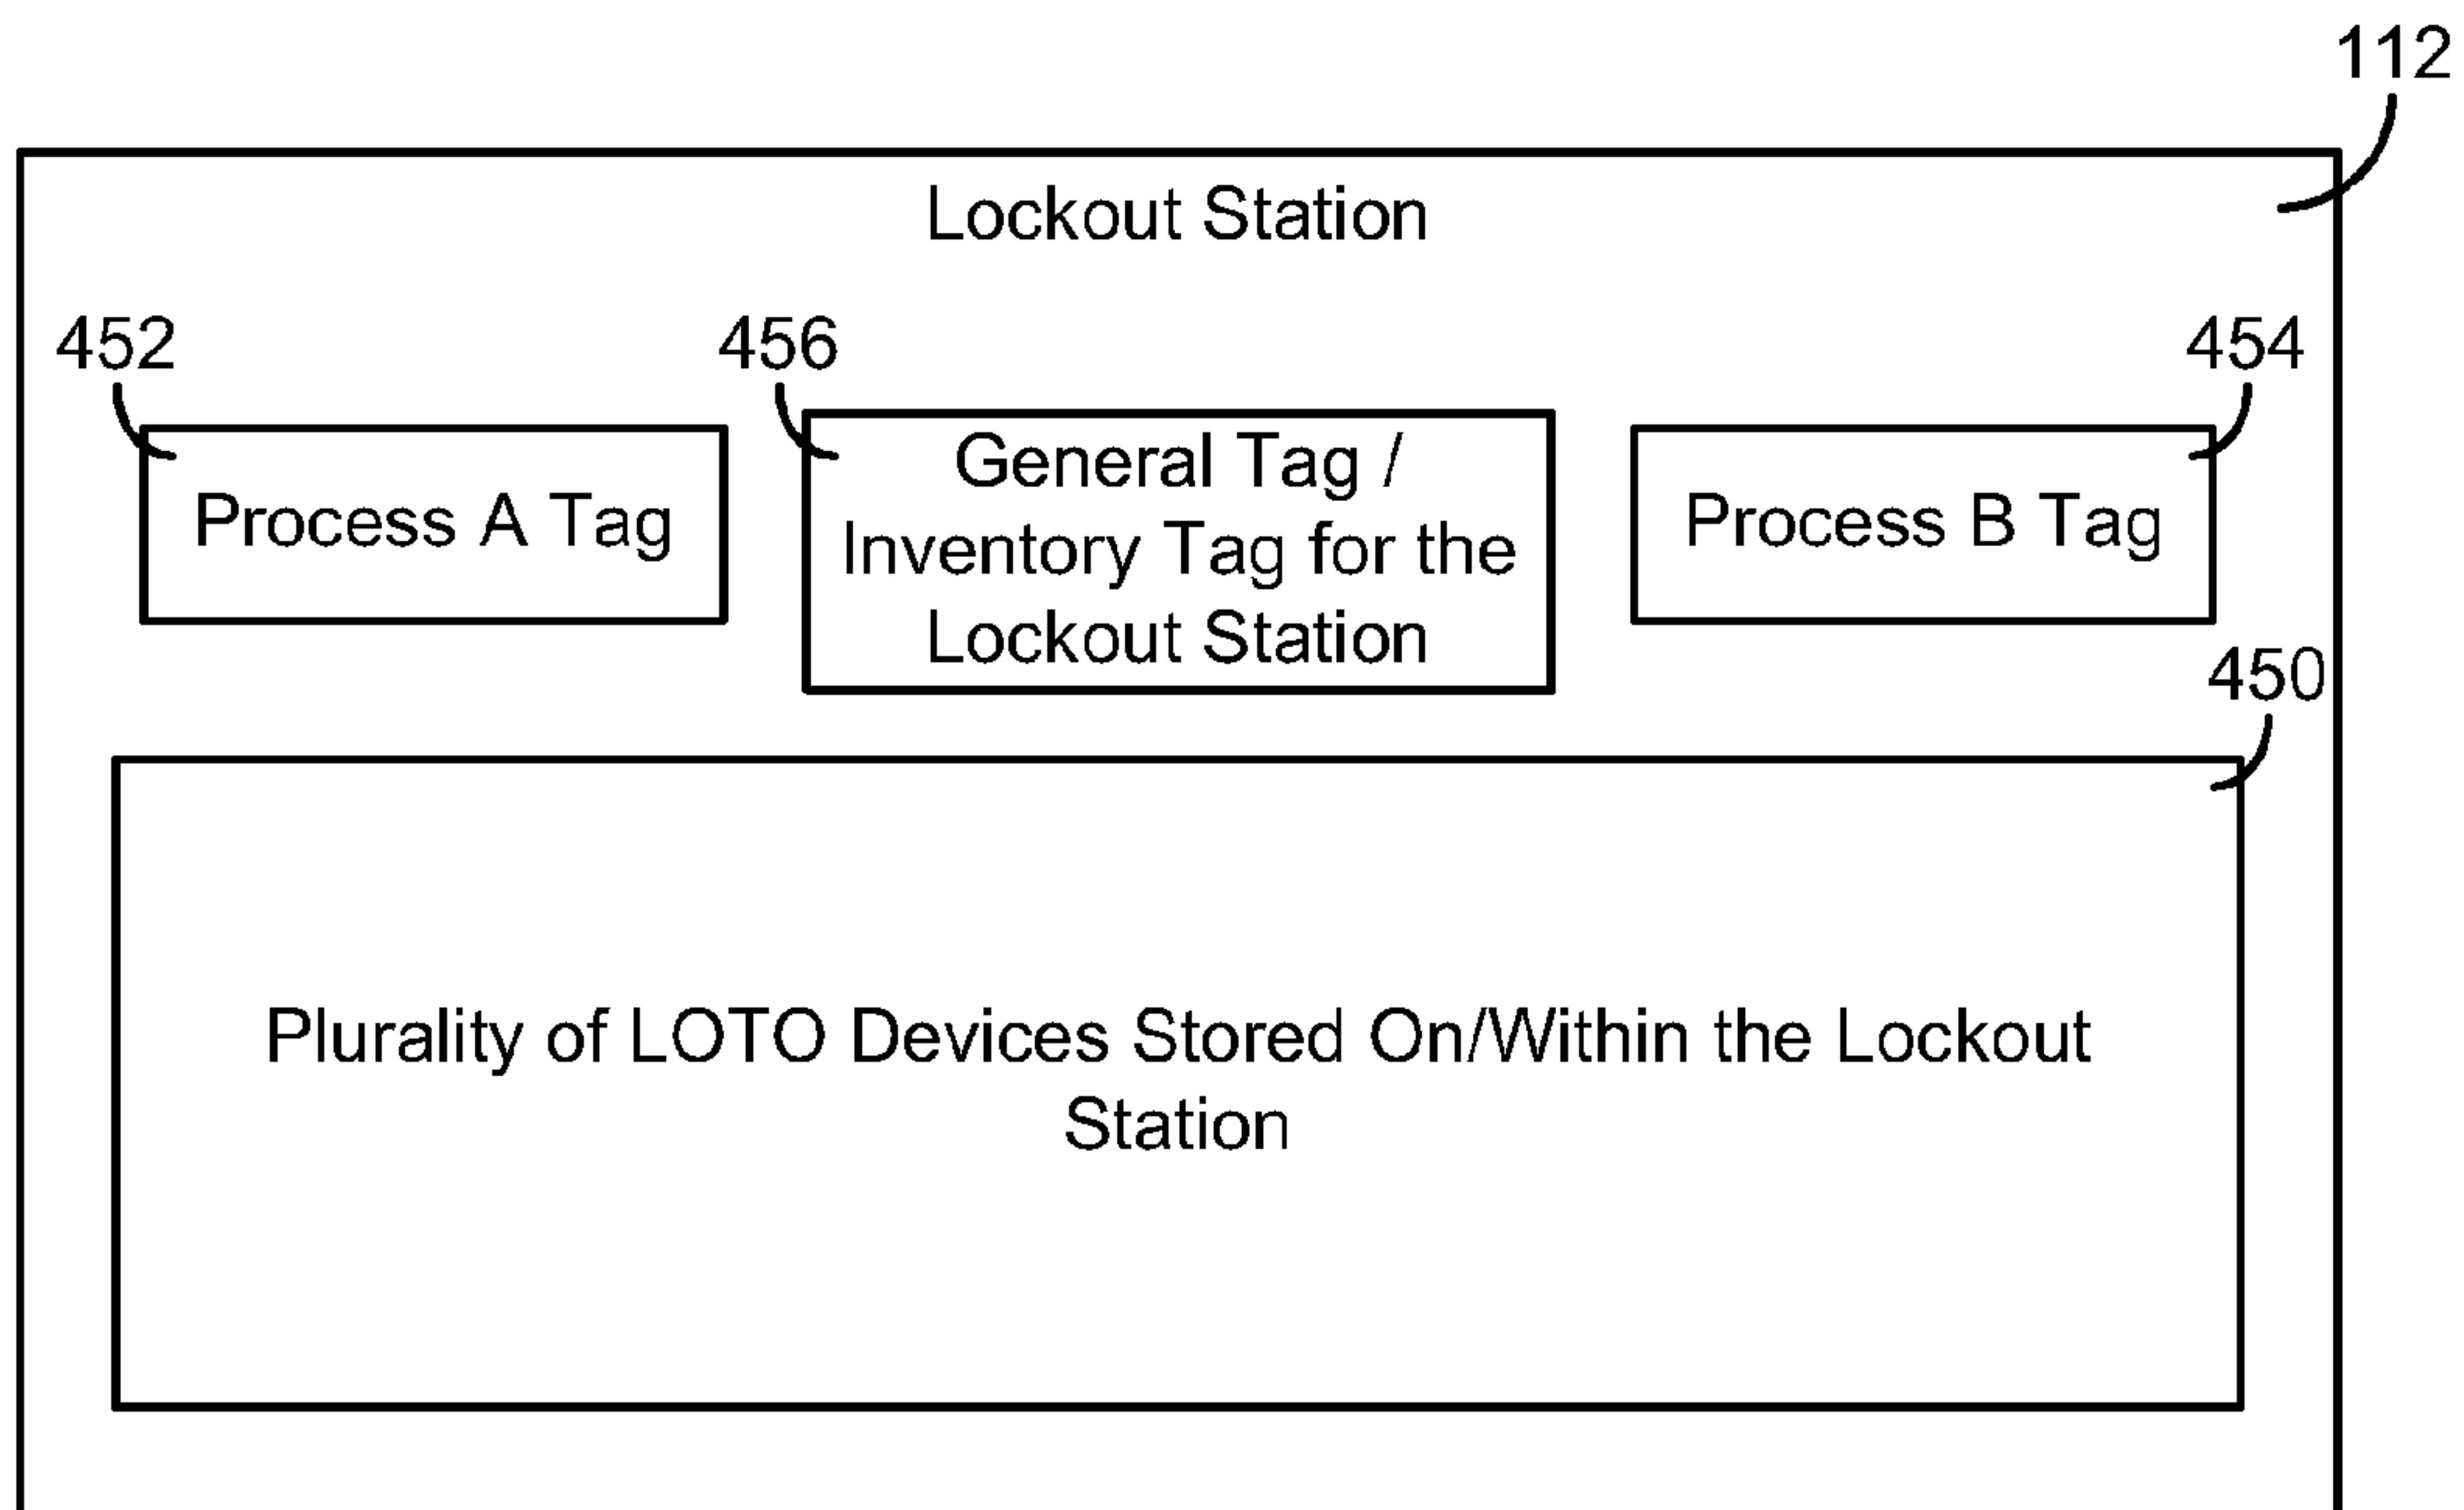 112
Lockout Station
452
456
454
Process A Tag
General Tag /
Inventory Tag for the
Lockout Station
Process B Tag
450
Plurality of LOTO Devices Stored On/Within the Lockout
Station